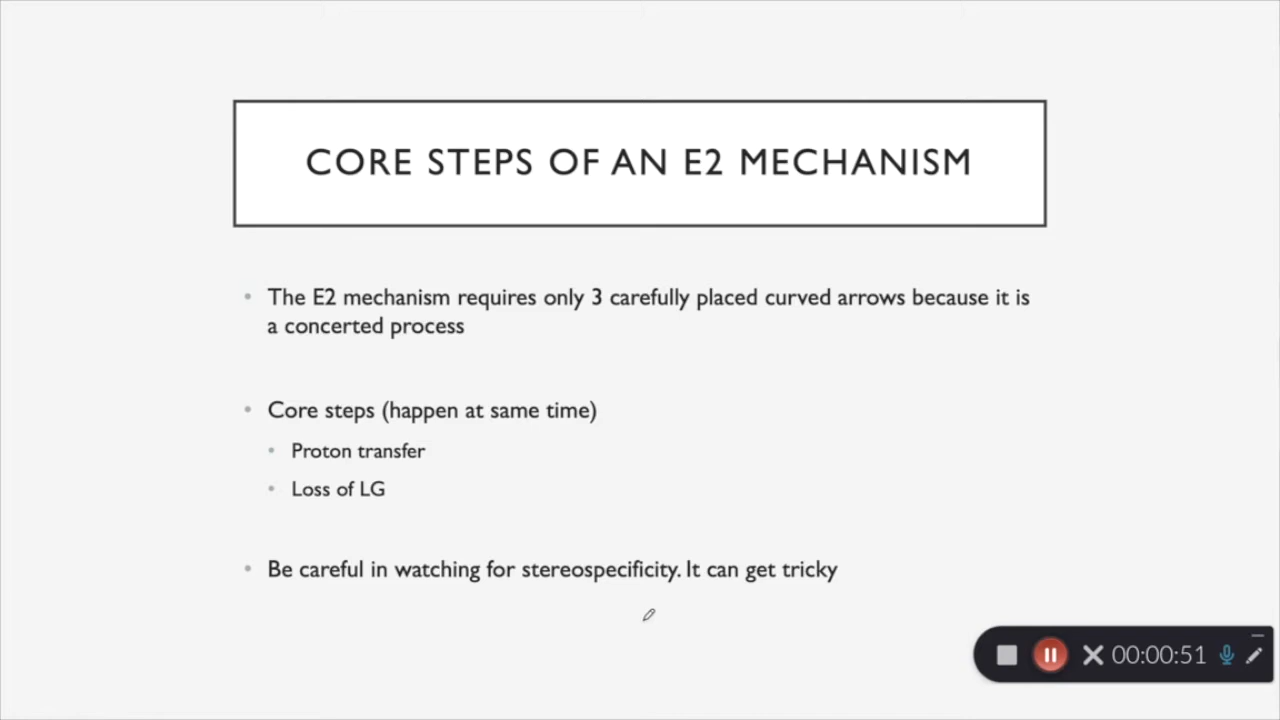 CORE STEPS OF AN E2 MECHANISM
The E2 mechanism requires only 3 carefully placed curved arrows because it is
a concerted process
Core steps (happen at same time)
Proton transfer
Loss of LG
Be careful in watching for stereospecificity. It can get tricky
00:00:51